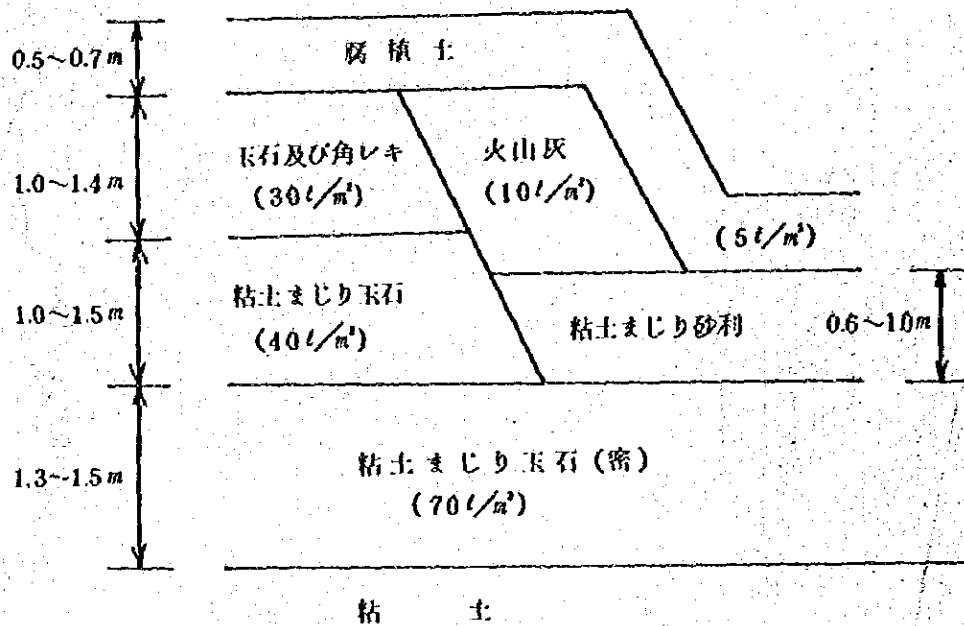 0.5~0.7m
腐植土
1.0~1.4m
玉石及び角レキ
(30ℓ/m²)
火山灰
(10ℓ/m²)
(5ℓ/m²)
1.0~1.5m
粘土まじり玉石
(40ℓ/m²)
粘土まじり砂利
0.6~10m
1.3~1.5m
粘土まじり玉石(密)
(70ℓ/m²)
粘土